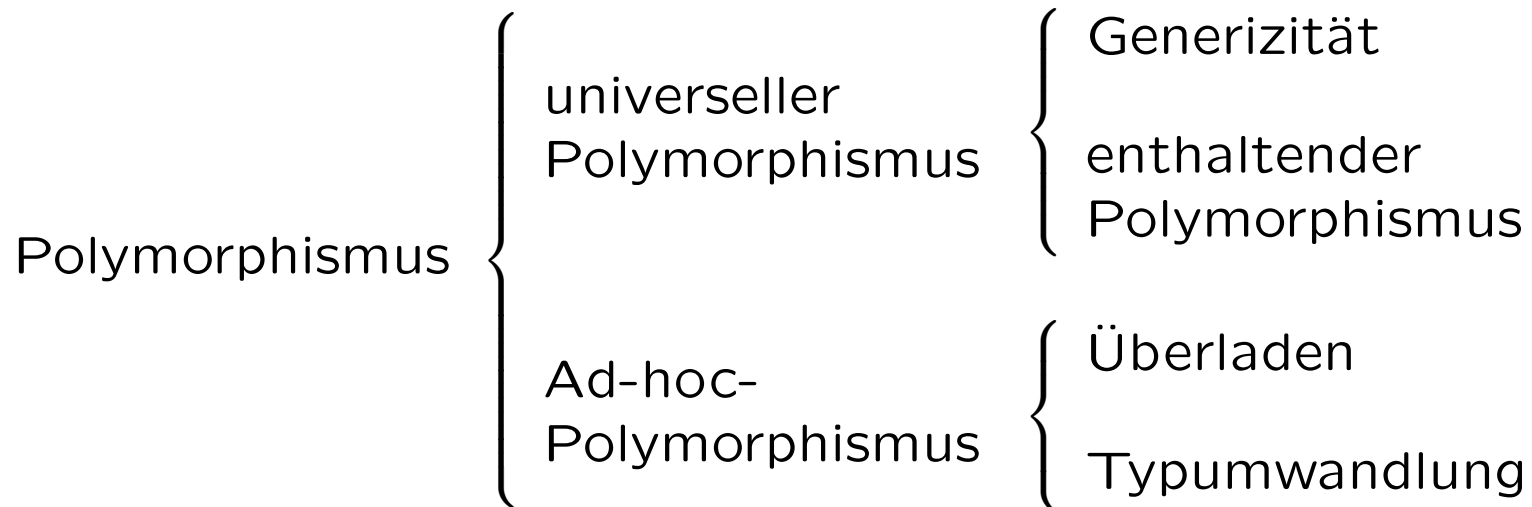 Polymorphismus
universeller
Polymorphismus
Generizität
enthaltender
Polymorphismus
Ad-hoc-
Polymorphismus
Überladen
Typumwandlung